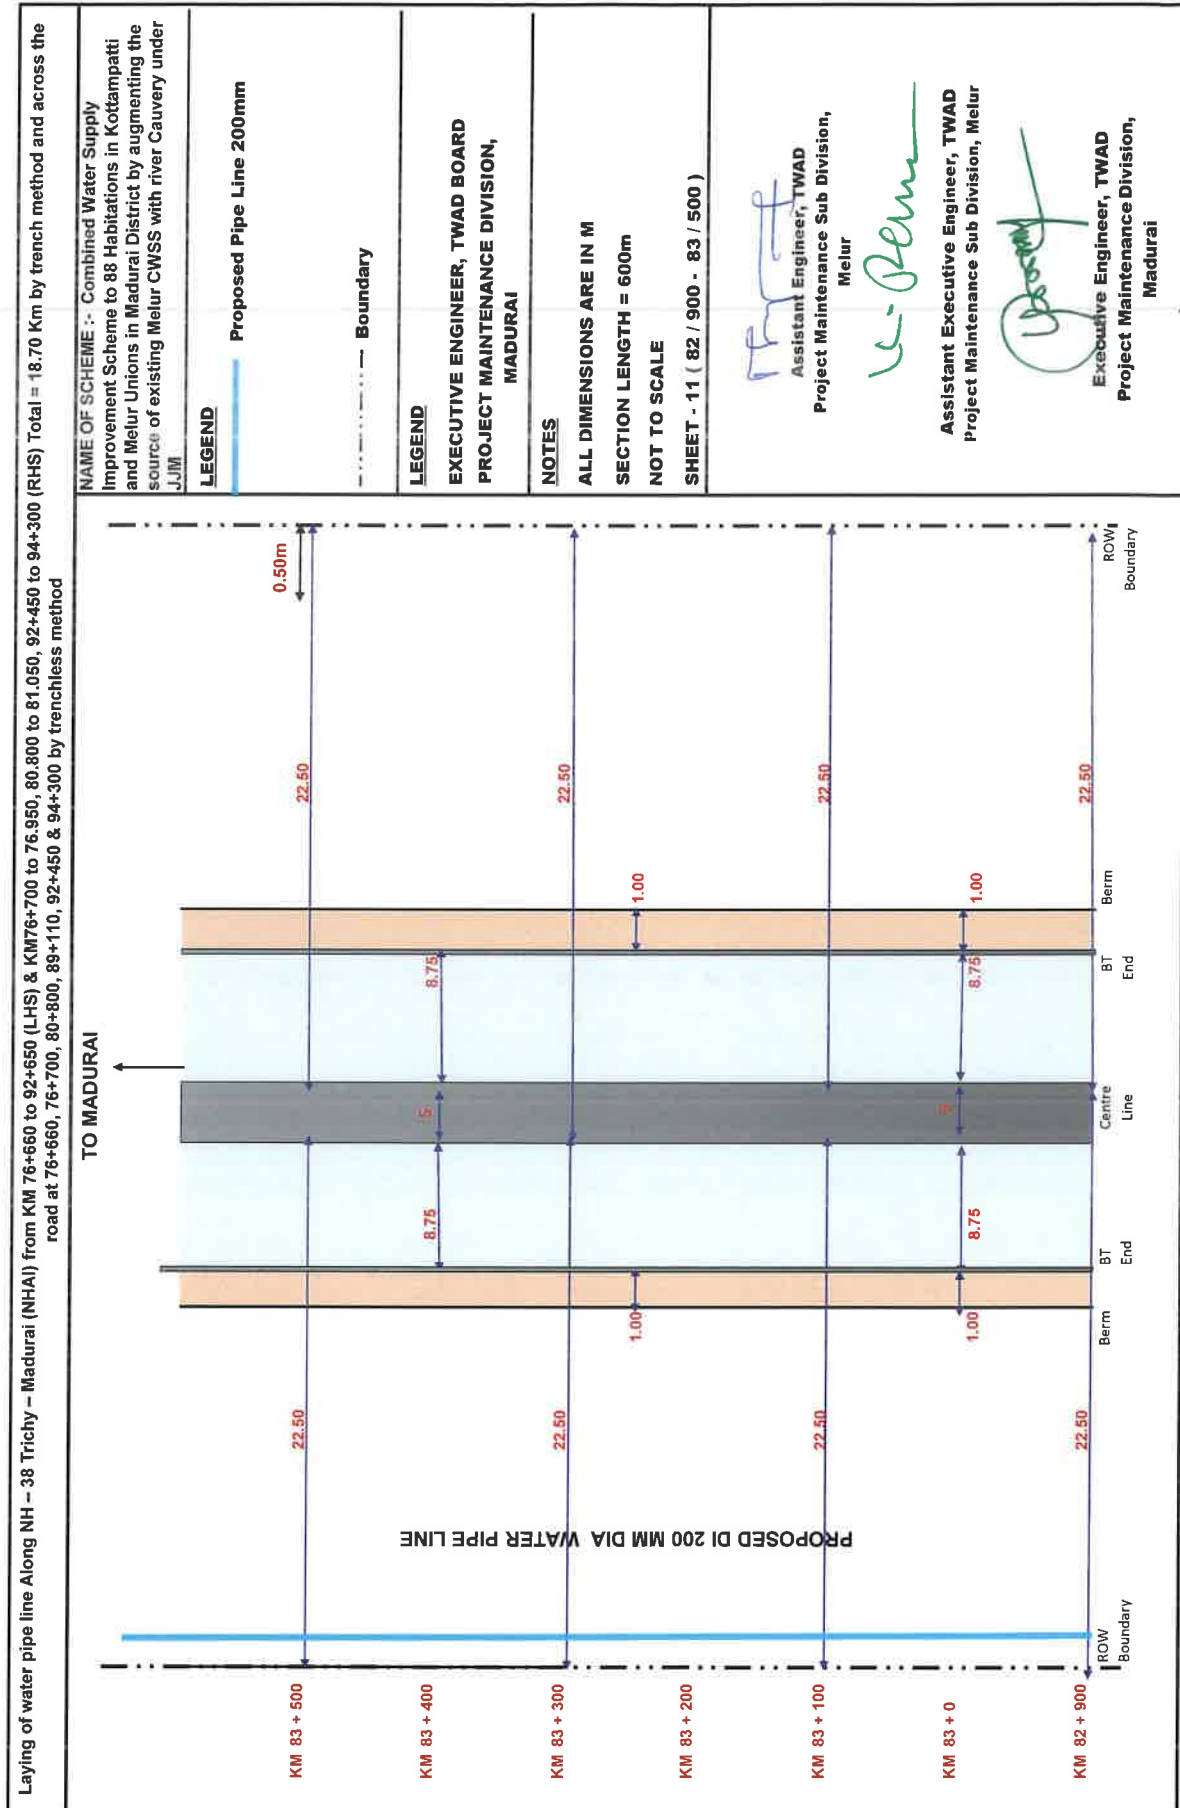 Laying of water pipe line Along NH – 38 Trichy – Madurai (NHAI) from KM 76+660 to 92+650 (LHS) & KM76+700 to 76.950, 80.800 to 81.050, 92+450 to 94+300 (RHS) Total = 18.70 Km by trench method and across the
road at 76+660, 76+700, 80+800, 89+110, 92+450 & 94+300 by trenchless method
TO MADURAI
KM 83 + 500
22.50
22.50
0.50m
KM 83 + 400
8.75
5
8.75
KM 83 + 300
22.50
22.50
KM 83 + 200
1.00
1.00
KM 83 + 100
22.50
22.50
KM 83 + 0
1.00
8.75
5
8.75
1.00
KM 82 + 900
22.50
22.50
PROPOSED DI 200 MM DIA WATER PIPE LINE
ROW
Boundary
Berm
BT
End
Centre
Line
BT
End
Berm
ROW
Boundary
NAME OF SCHEME :- Combined Water Supply
Improvement Scheme to 88 Habitations in Kottampatti
and Melur Unions in Madurai District by augmenting the
source of existing Melur CWSS with river Cauvery under
JJM
LEGEND
Proposed Pipe Line 200mm
Boundary
LEGEND
EXECUTIVE ENGINEER, TWAD BOARD
PROJECT MAINTENANCE DIVISION,
MADURAI
NOTES
ALL DIMENSIONS ARE IN M
SECTION LENGTH = 600m
NOT TO SCALE
SHEET - 11 ( 82 / 900 - 83 / 500 )
Assistant Engineer, TWAD
Project Maintenance Sub Division,
Melur
Assistant Executive Engineer, TWAD
Project Maintenance Sub Division, Melur
Executive Engineer, TWAD
Project Maintenance Division,
Madurai